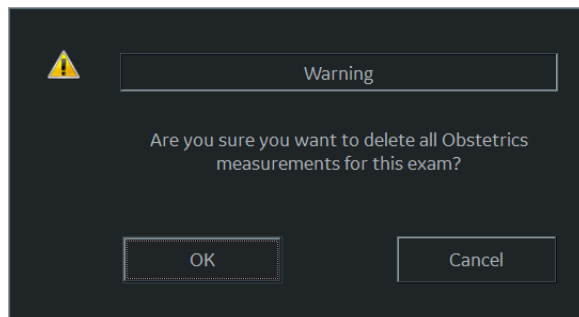 Warning
Are you sure you want to delete all Obstetrics
measurements for this exam?
OK
Cancel